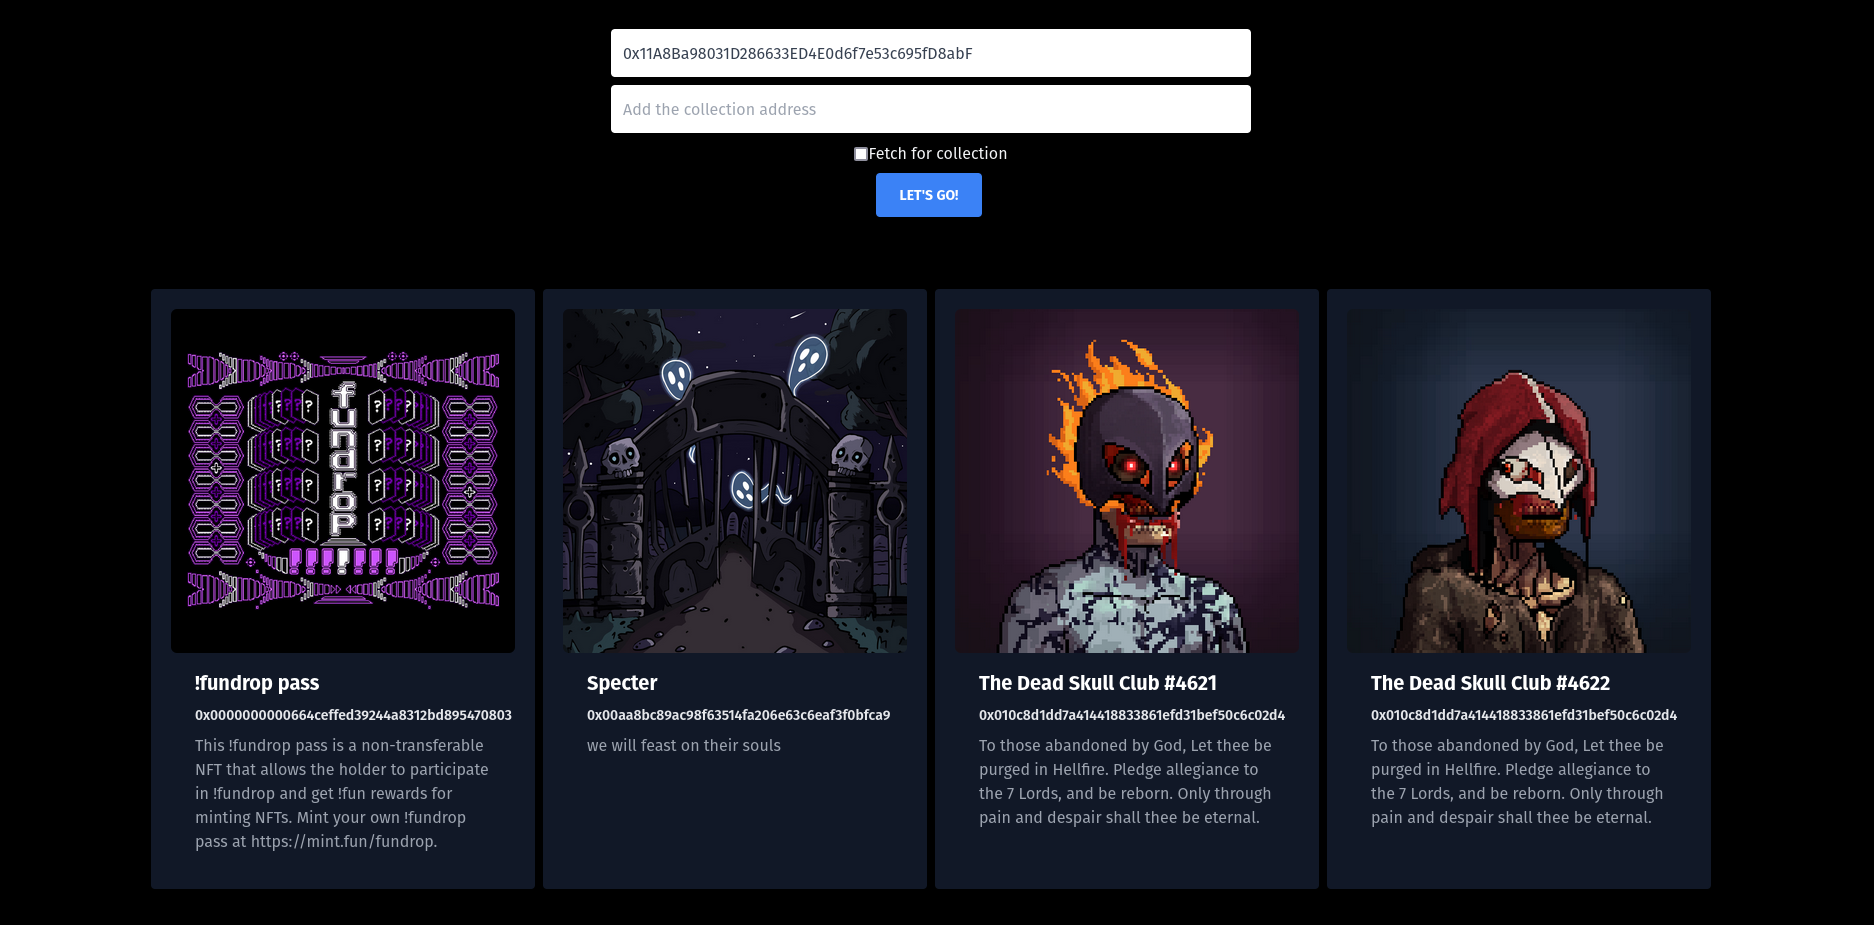 0x11A8Ba98031D286633ED4E0d6f7e53c695fD8abF
Add the collection address
Fetch for collection
LET'S GO!
fundrop
!fundrop pass
0x0000000000664ceffed39244a8312bd895470803
This !fundrop pass is a non-transferable
NFT that allows the holder to participate
in !fundrop and get !fun rewards for
minting NFTs. Mint your own !fundrop
pass at https://mint.fun/fundrop.
Specter
0x00aa8bc89ac98f63514fa206e63c6eaf3f0bfca9
we will feast on their souls
The Dead Skull Club #4621
0x010c8d1dd7a414418833861efd31bef50c6c02d4
To those abandoned by God, Let thee be
purged in Hellfire. Pledge allegiance to
the 7 Lords, and be reborn. Only through
pain and despair shall thee be eternal.
The Dead Skull Club #4622
0x010c8d1dd7a414418833861efd31bef50c6c02d4
To those abandoned by God, Let thee be
purged in Hellfire. Pledge allegiance to
the 7 Lords, and be reborn. Only through
pain and despair shall thee be eternal.